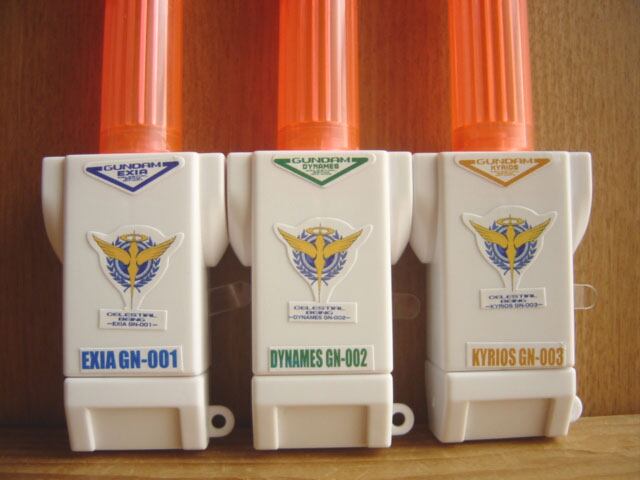 GUNDAM
EXIA
CELESTIAL
BEING
-EXIA GN-001-
EXIA GN-001
GUNDAM
DYNAMES
CELESTIAL
BEING
-DYNAMES GN-002-
DYNAMES GN-002
GUNDAM
KYRIOS
CELESTIAL
BEING
-KYRIOS GN-003-
KYRIOS GN-003